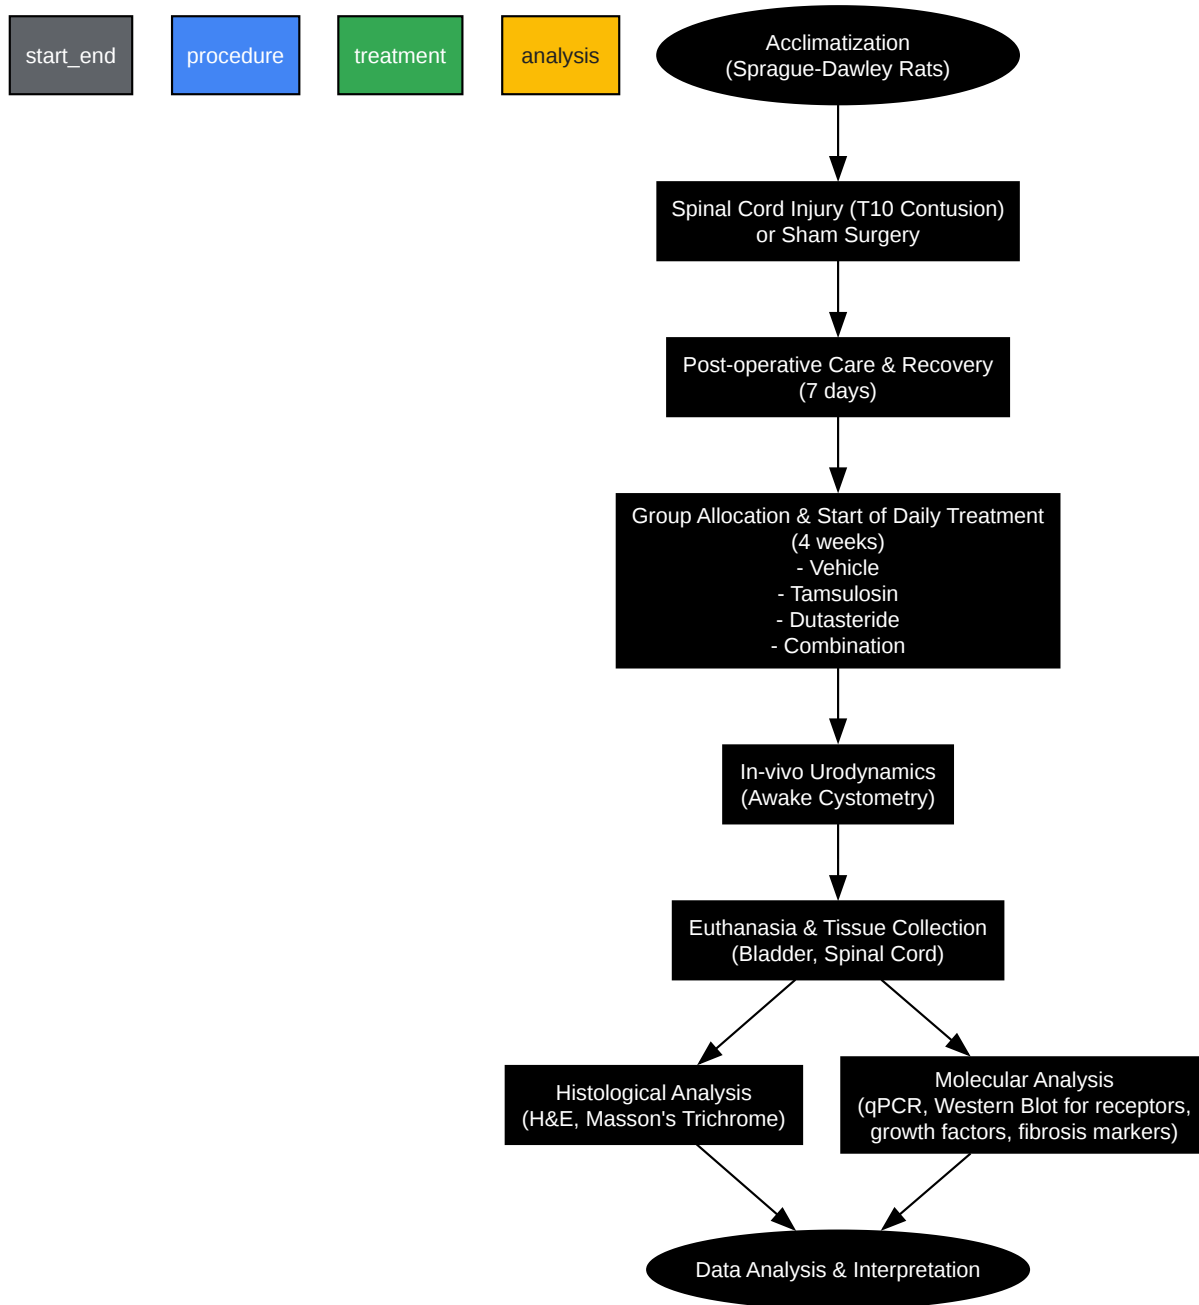 start_end
procedure
treatment
analysis
Acclimatization
(Sprague-Dawley Rats)
Spinal Cord Injury (T10 Contusion)
or Sham Surgery
Post-operative Care & Recovery
(7 days)
Group Allocation & Start of Daily Treatment
(4 weeks)
- Vehicle
- Tamsulosin
- Dutasteride
- Combination
In-vivo Urodynamics
(Awake Cystometry)
Euthanasia & Tissue Collection
(Bladder, Spinal Cord)
Histological Analysis
(H&E, Masson's Trichrome)
Molecular Analysis
(qPCR, Western Blot for receptors,
growth factors, fibrosis markers)
Data Analysis & Interpretation